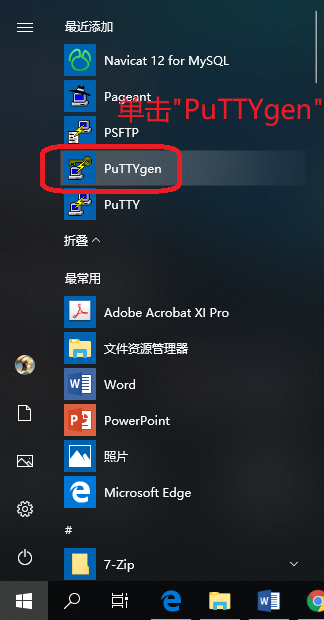 最近添加
Navicat 12 for MySQL
Pageant
单击"PuTTYgen"
PSFTP
PuTTYgen
PuTTY
折叠
最常用
Adobe Acrobat XI Pro
文件资源管理器
Word
PowerPoint
照片
Microsoft Edge
#
7-Zip